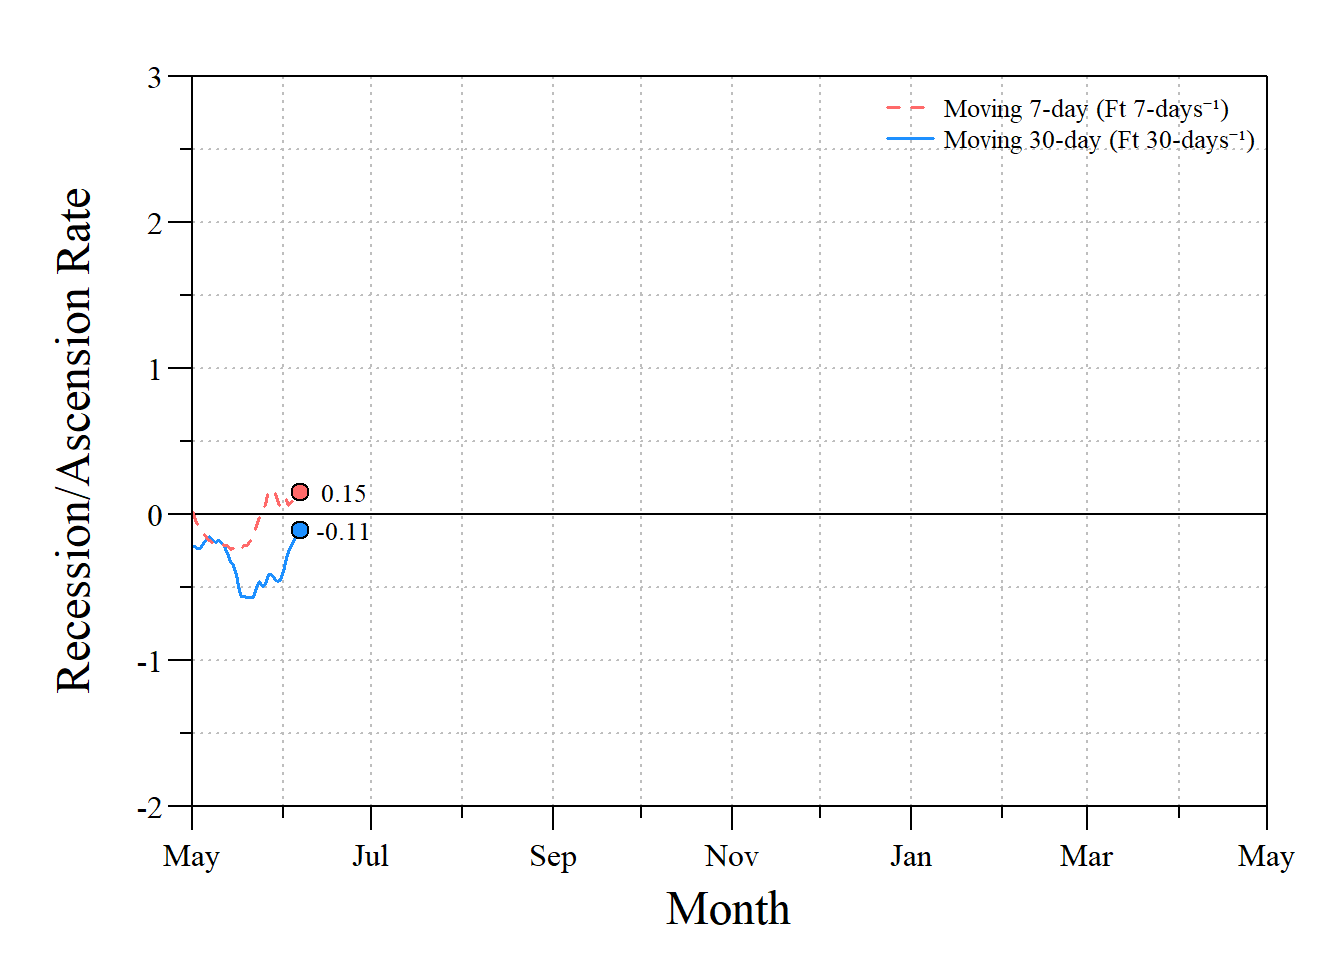 3
Moving 7-day (Ft 7-days⁻¹)
Moving 30-day (Ft 30-days⁻¹)
2
1
0
-1
-2
Recession/Ascension Rate
0.15
-0.11
May Jul Sep Nov Jan Mar May
Month